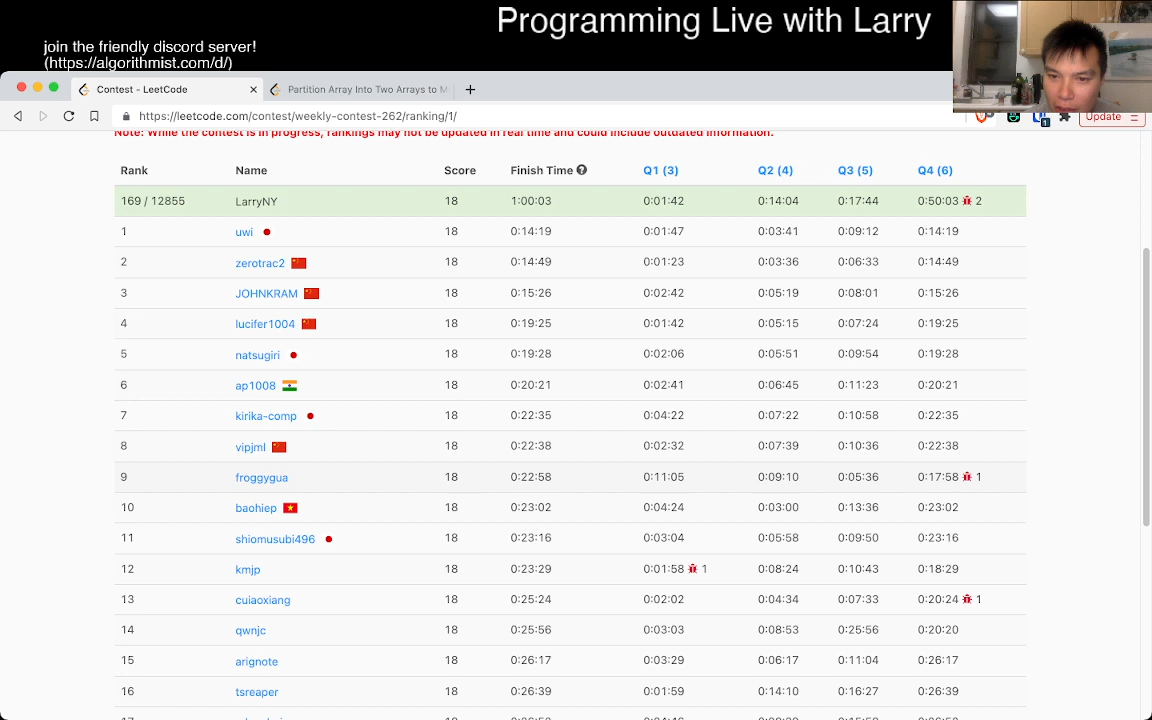 Programming Live with Larry
join the friendly discord server!
(https://algorithmist.com/d/)
Contest - LeetCode
Partition Array Into Two Arrays to M
https://leetcode.com/contest/weekly-contest-262/ranking/1/
1
Update
Note: While the contest is in progress, rankings may not be updated in real time and could include outdated information.
Rank Name Score Finish Time Q1 (3) Q2 (4) Q3 (5) Q4 (6)
169 / 12855 LarryNY 18 1:00:03 0:01:42 0:14:04 0:17:44 0:50:03 2
1 uwi 18 0:14:19 0:01:47 0:03:41 0:09:12 0:14:19
2 zerotrac2 18 0:14:49 0:01:23 0:03:36 0:06:33 0:14:49
3 JOHNKRAM 18 0:15:26 0:02:42 0:05:19 0:08:01 0:15:26
4 lucifer1004 18 0:19:25 0:01:42 0:05:15 0:07:24 0:19:25
5 natsugiri 18 0:19:28 0:02:06 0:05:51 0:09:54 0:19:28
6 ap1008 18 0:20:21 0:02:41 0:06:45 0:11:23 0:20:21
7 kirika-comp 18 0:22:35 0:04:22 0:07:22 0:10:58 0:22:35
8 vipjml 18 0:22:38 0:02:32 0:07:39 0:10:36 0:22:38
9 froggygua 18 0:22:58 0:11:05 0:09:10 0:05:36 0:17:58 1
10 baohiep 18 0:23:02 0:04:24 0:03:00 0:13:36 0:23:02
11 shiomusubi496 18 0:23:16 0:03:04 0:05:58 0:09:50 0:23:16
12 kmjp 18 0:23:29 0:01:58 1 0:08:24 0:10:43 0:18:29
13 cuiaoxiang 18 0:25:24 0:02:02 0:04:34 0:07:33 0:20:24 1
14 qwnjc 18 0:25:56 0:03:03 0:08:53 0:25:56 0:20:20
15 arignote 18 0:26:17 0:03:29 0:06:17 0:11:04 0:26:17
16 tsreaper 18 0:26:39 0:01:59 0:14:10 0:16:27 0:26:39